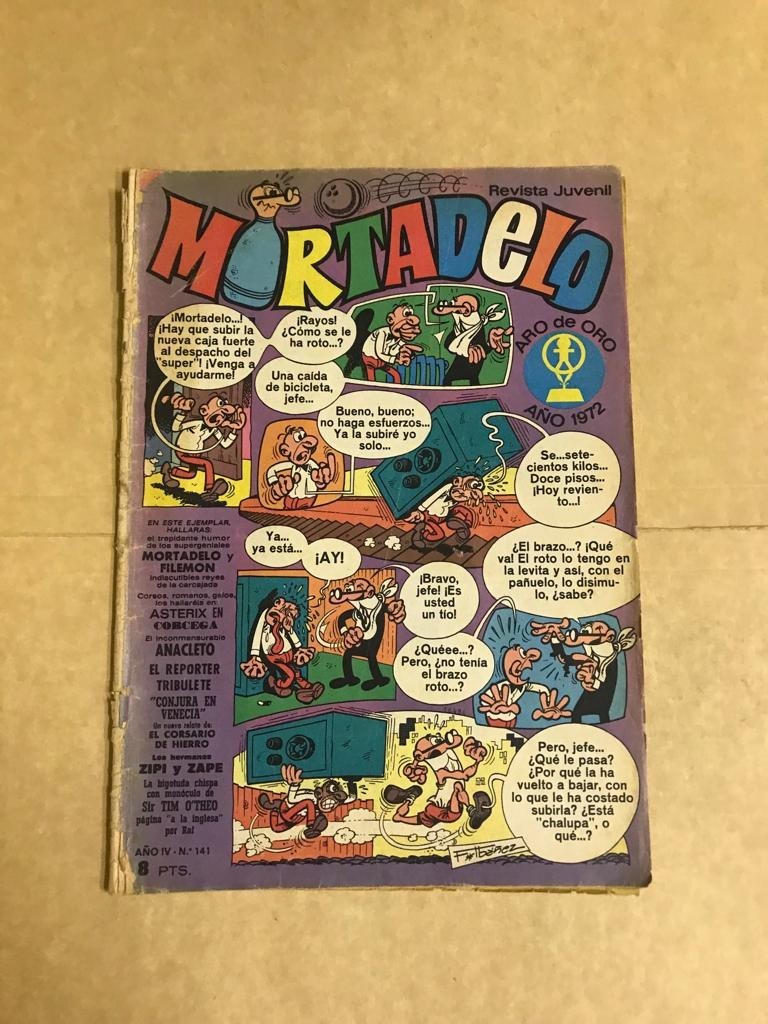 Revista Juvenil
MORTADELO
ARO de ORO
AÑO 1972
¡Mortadelo...!
¡Hay que subir la
nueva caja fuerte
al despacho del
"super"! ¡Venga a
ayudarme!
¡Rayos!
¿Cómo se le
ha roto...?
Una caída
de bicicleta,
jefe...
Bueno, bueno;
no haga esfuerzos...
Ya la subiré yo
solo...
Se...sete-
cientos kilos...
Doce pisos...
¡Hoy revien-
to...!
Ya...
ya está...
¡AY!
¡Bravo,
jefe! ¡Es
usted
un tío!
¿El brazo...? ¡Qué
va! El roto lo tengo en
la levita y así, con el
pañuelo, lo disimu-
lo, ¿sabe?
¿Quéee...?
Pero, ¿no tenía
el brazo
roto...?
Pero, jefe...
¿Qué le pasa?
¿Por qué la ha
vuelto a bajar, con
lo que le ha costado
subirla? ¿Está
"chalupa", o
qué...?
F. Ibáñez
EN ESTE EJEMPLAR,
HALLARAS:
el trepidante humor
de los supergeniales
MORTADELO y
FILEMON
indiscutibles reyes
de la carcajada
Corsos, romanos, galos,
los hallaréis en:
ASTERIX EN
CORCEGA
El inconmensurable
ANACLETO
EL REPORTER
TRIBULETE
"CONJURA EN
VENECIA"
Un nuevo relato de:
EL CORSARIO
DE HIERRO
Los hermanos
ZIPI y ZAPE
La bigotuda chispa
con monóculo de
Sir TIM O'THEO
página "a la inglesa"
por Raf
AÑO IV - N.º 141
8 PTS.